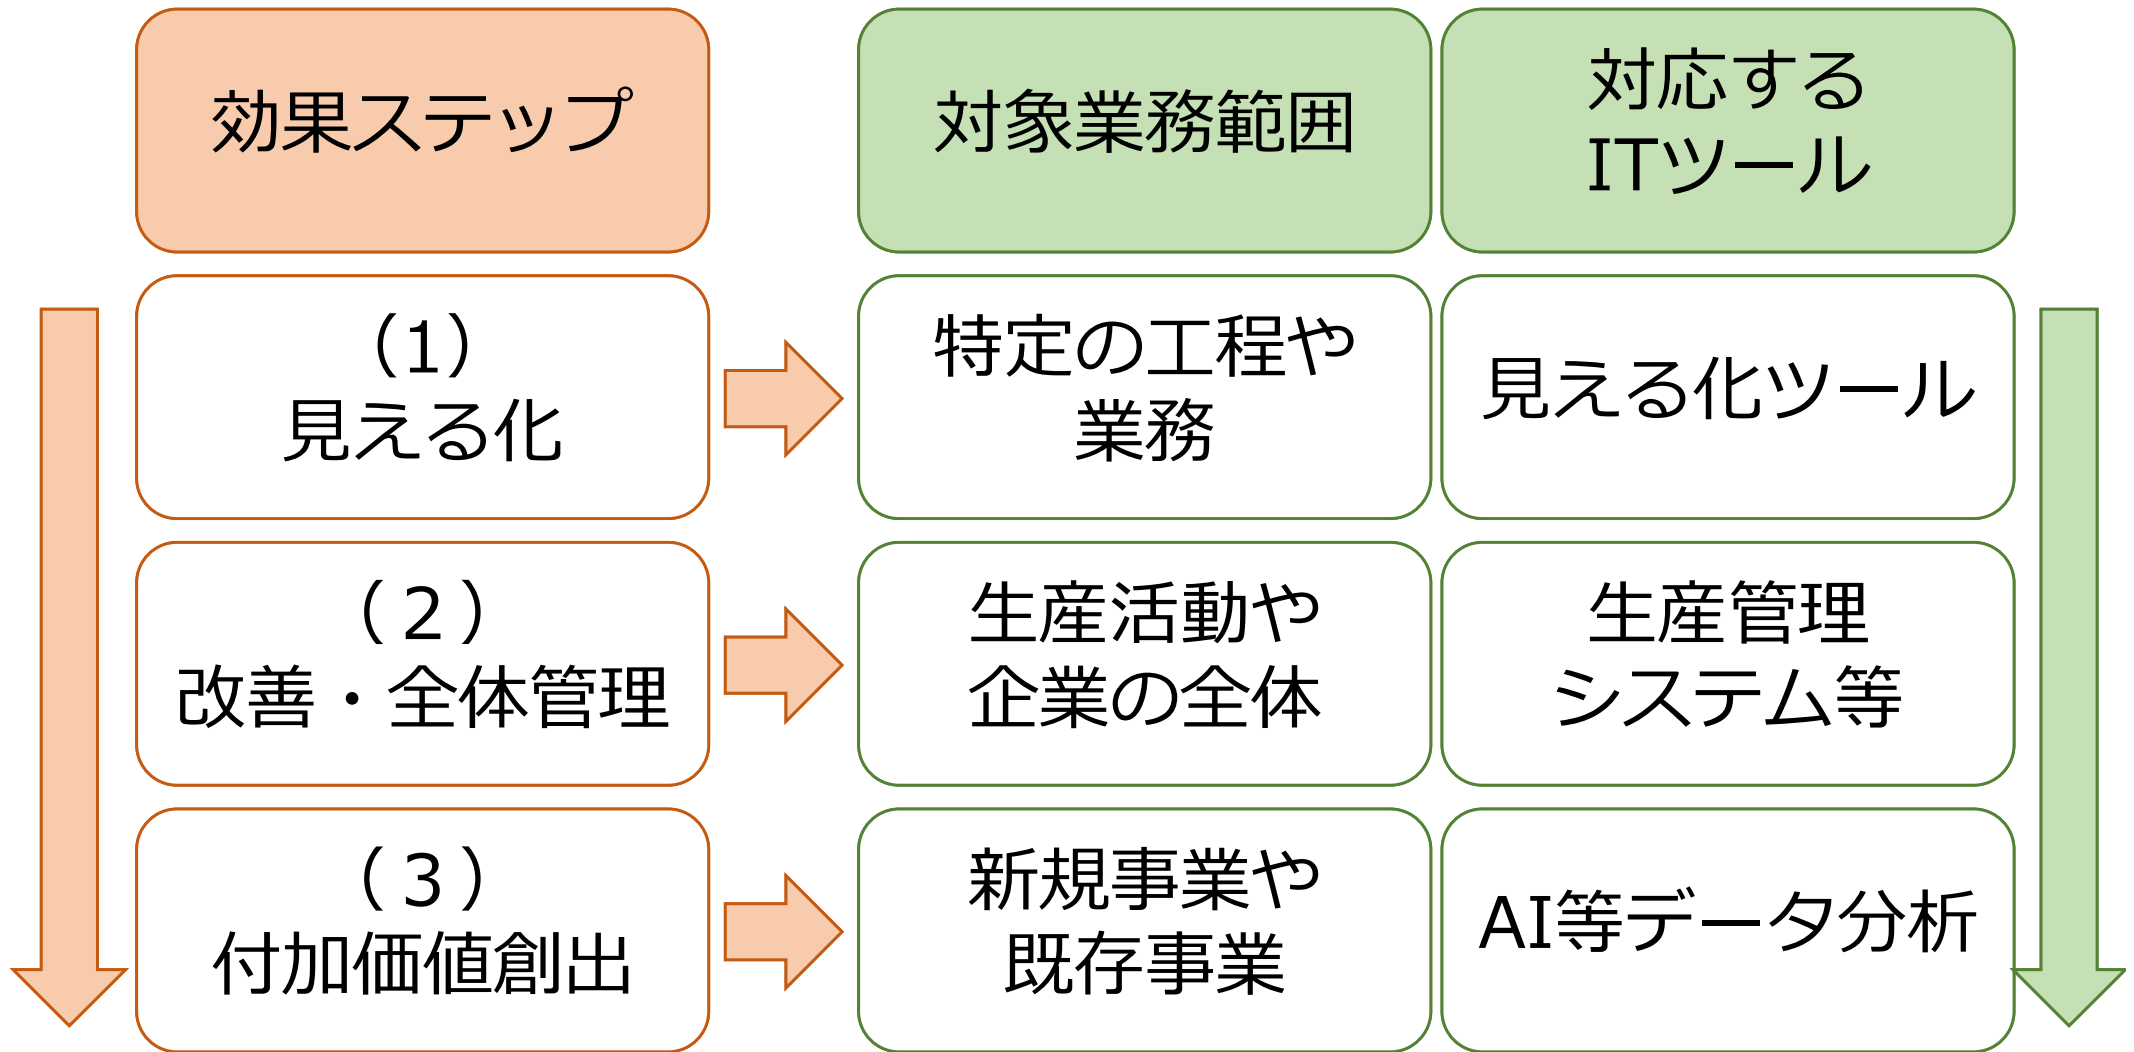 効果ステップ
対象業務範囲
対応する
ITツール
（1）
見える化
特定の工程や
業務
見える化ツール
（２）
改善・全体管理
生産活動や
企業の全体
生産管理
システム等
（３）
付加価値創出
新規事業や
既存事業
AI等データ分析